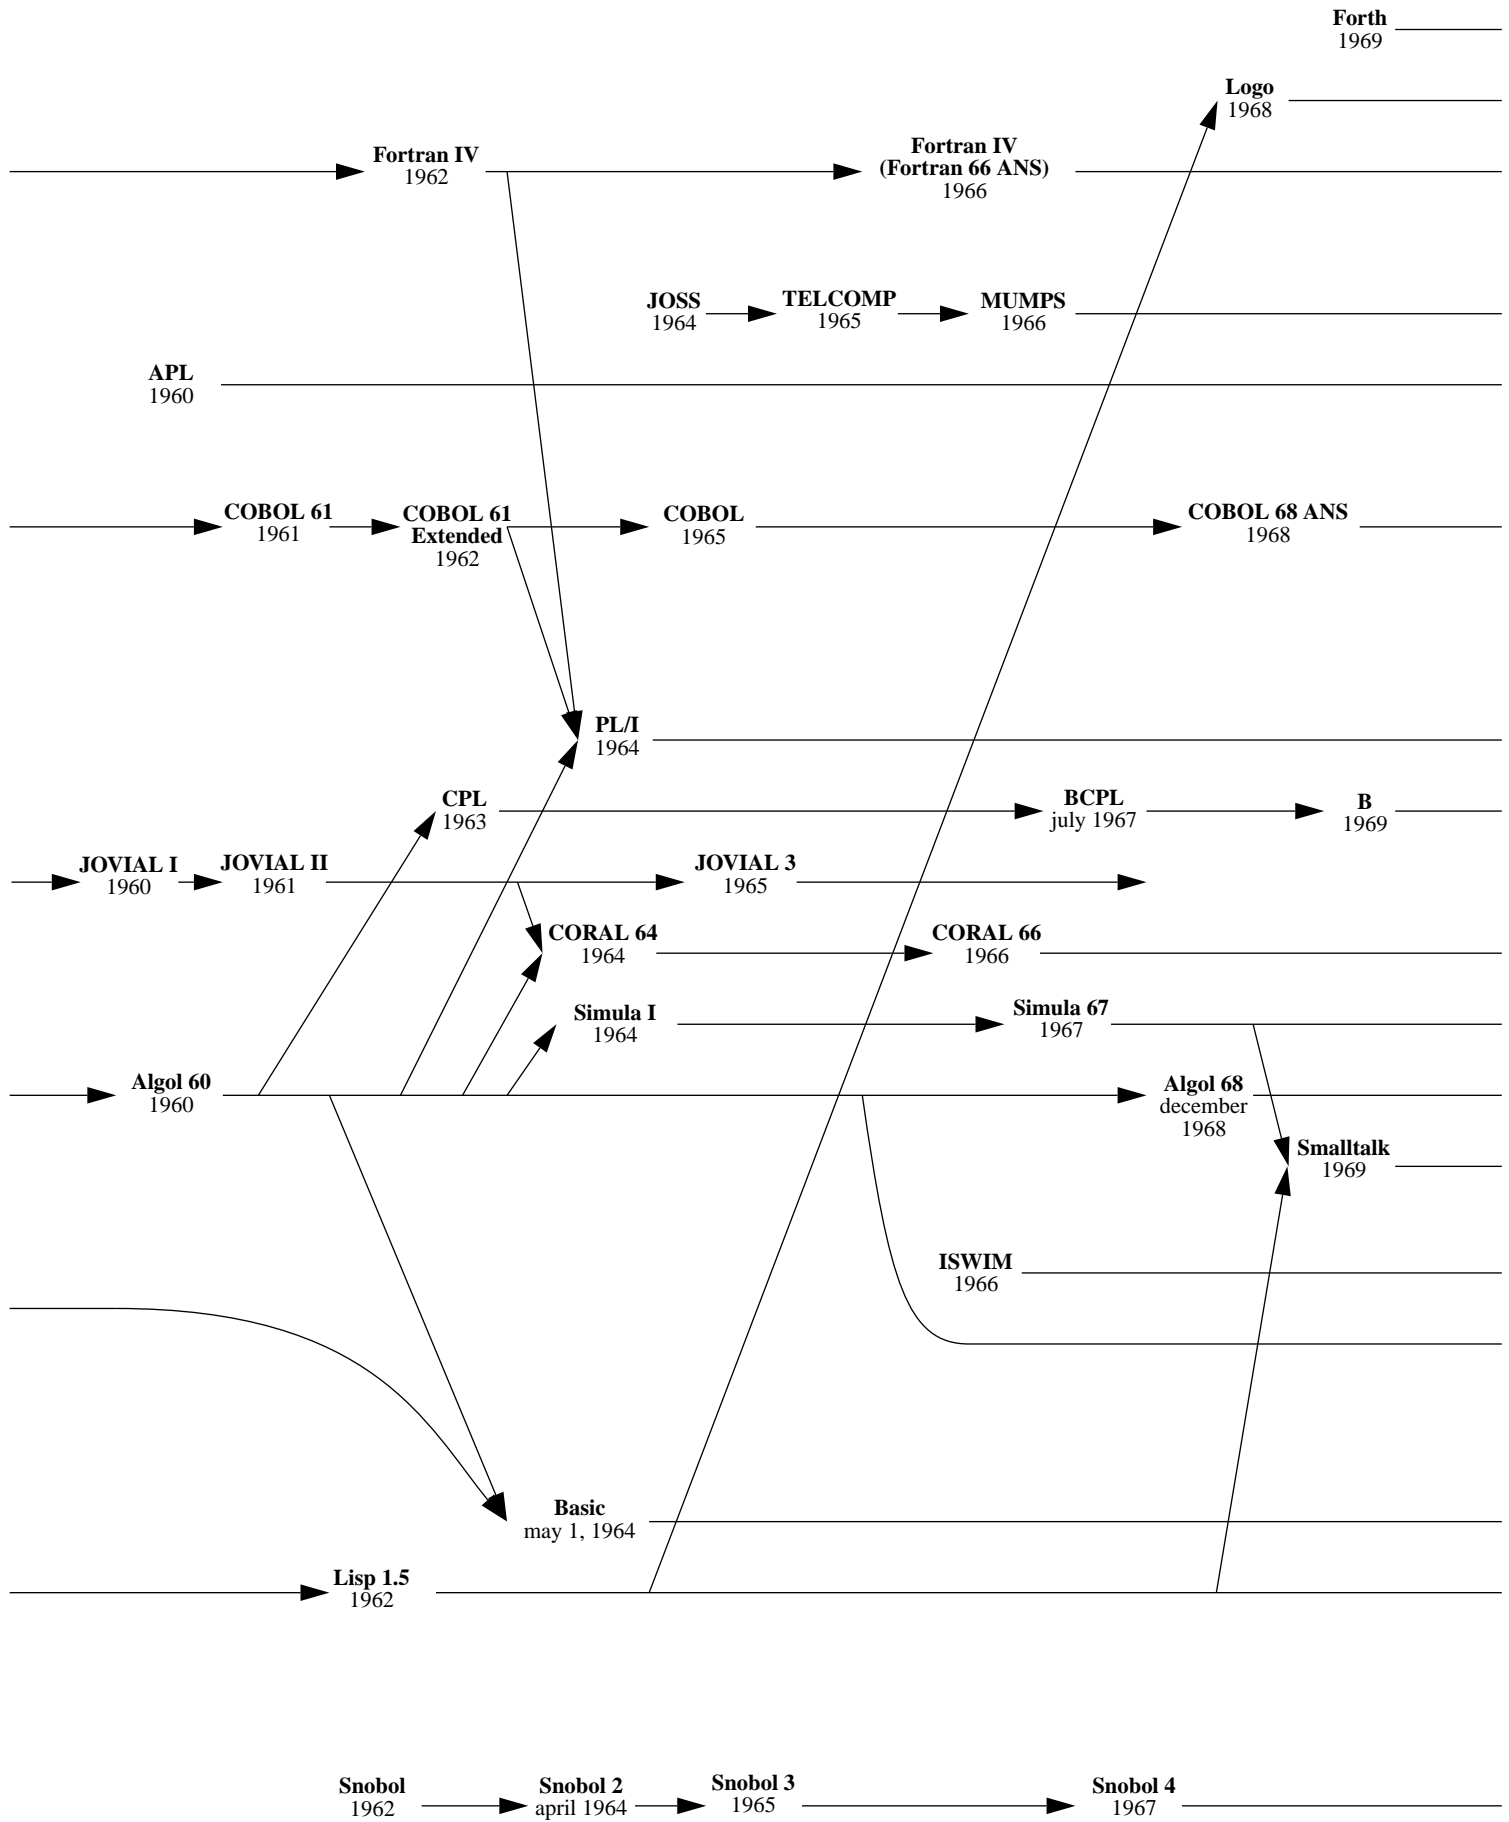 Forth
1969
Logo
1968
Fortran IV
1962
Fortran IV
(Fortran 66 ANS)
1966
JOSS
1964
TELCOMP
1965
MUMPS
1966
APL
1960
COBOL 61
1961
COBOL 61
Extended
1962
COBOL
1965
COBOL 68 ANS
1968
PL/I
1964
CPL
1963
BCPL
july 1967
B
1969
JOVIAL I
1960
JOVIAL II
1961
JOVIAL 3
1965
CORAL 64
1964
CORAL 66
1966
Simula I
1964
Simula 67
1967
Algol 60
1960
Algol 68
december
1968
Smalltalk
1969
ISWIM
1966
Basic
may 1, 1964
Lisp 1.5
1962
Snobol
1962
Snobol 2
april 1964
Snobol 3
1965
Snobol 4
1967